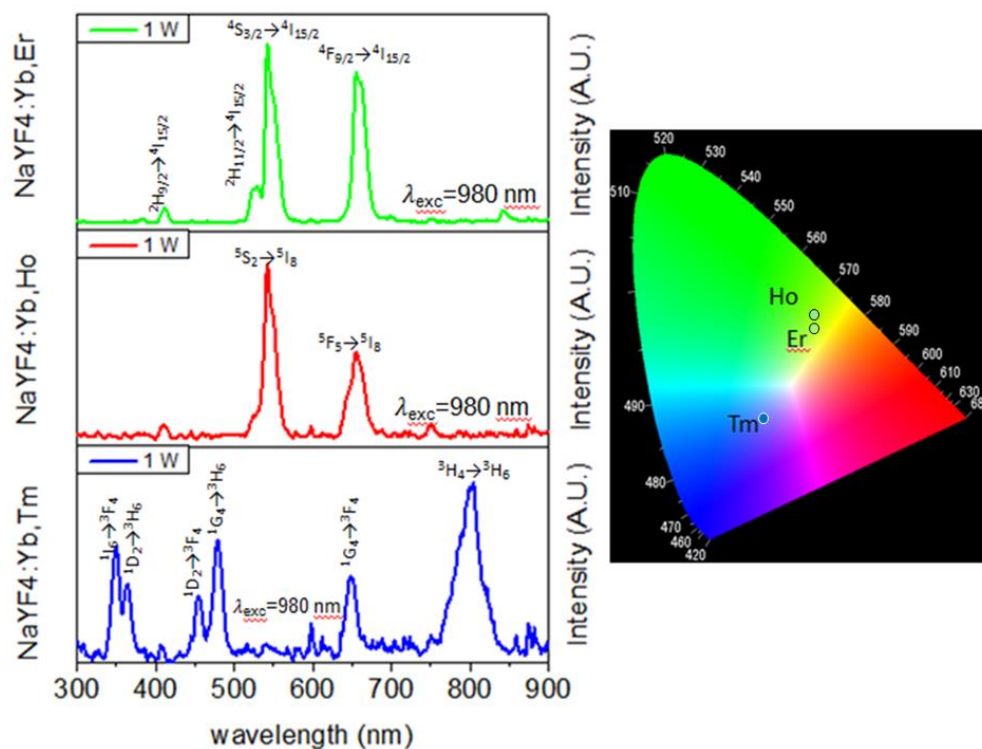 NaYF4:Yb,Er
1 W
²H₉/₂→⁴I₁₅/₂
²H₁₁/₂→⁴I₁₅/₂
⁴S₃/₂→⁴I₁₅/₂
⁴F₉/₂→⁴I₁₅/₂
λexc=980 nm
Intensity (A.U.)
NaYF4:Yb,Ho
1 W
⁵S₂→⁵I₈
⁵F₅→⁵I₈
λexc=980 nm
Intensity (A.U.)
NaYF4:Yb,Tm
1 W
¹I₆→³F₄
¹D₂→³H₆
¹D₂→³F₄
¹G₄→³H₆
λexc=980 nm
¹G₄→³F₄
³H₄→³H₆
Intensity (A.U.)
300 400 500 600 700 800 900
wavelength (nm)
520
530
540
510
550
560
570
Ho
580
Er
590
600
610
630
490
Tm
480
470
460
420